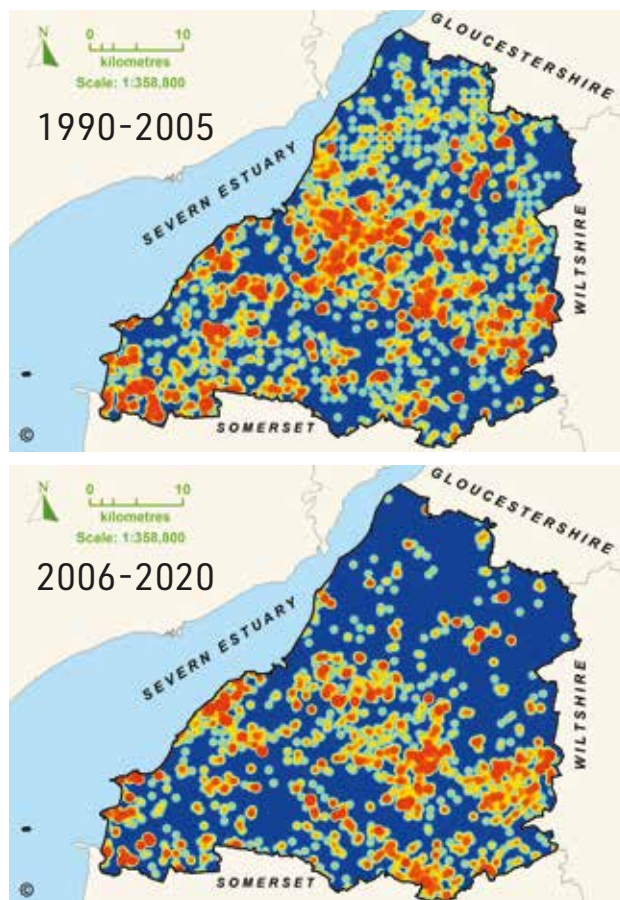 N
0 10
kilometres
Scale: 1:358,800
1990-2005
GLOUCESTERSHIRE
SEVERN ESTUARY
WILTSHIRE
SOMERSET
©
N
0 10
kilometres
Scale: 1:358,800
2006-2020
GLOUCESTERSHIRE
SEVERN ESTUARY
WILTSHIRE
SOMERSET
©